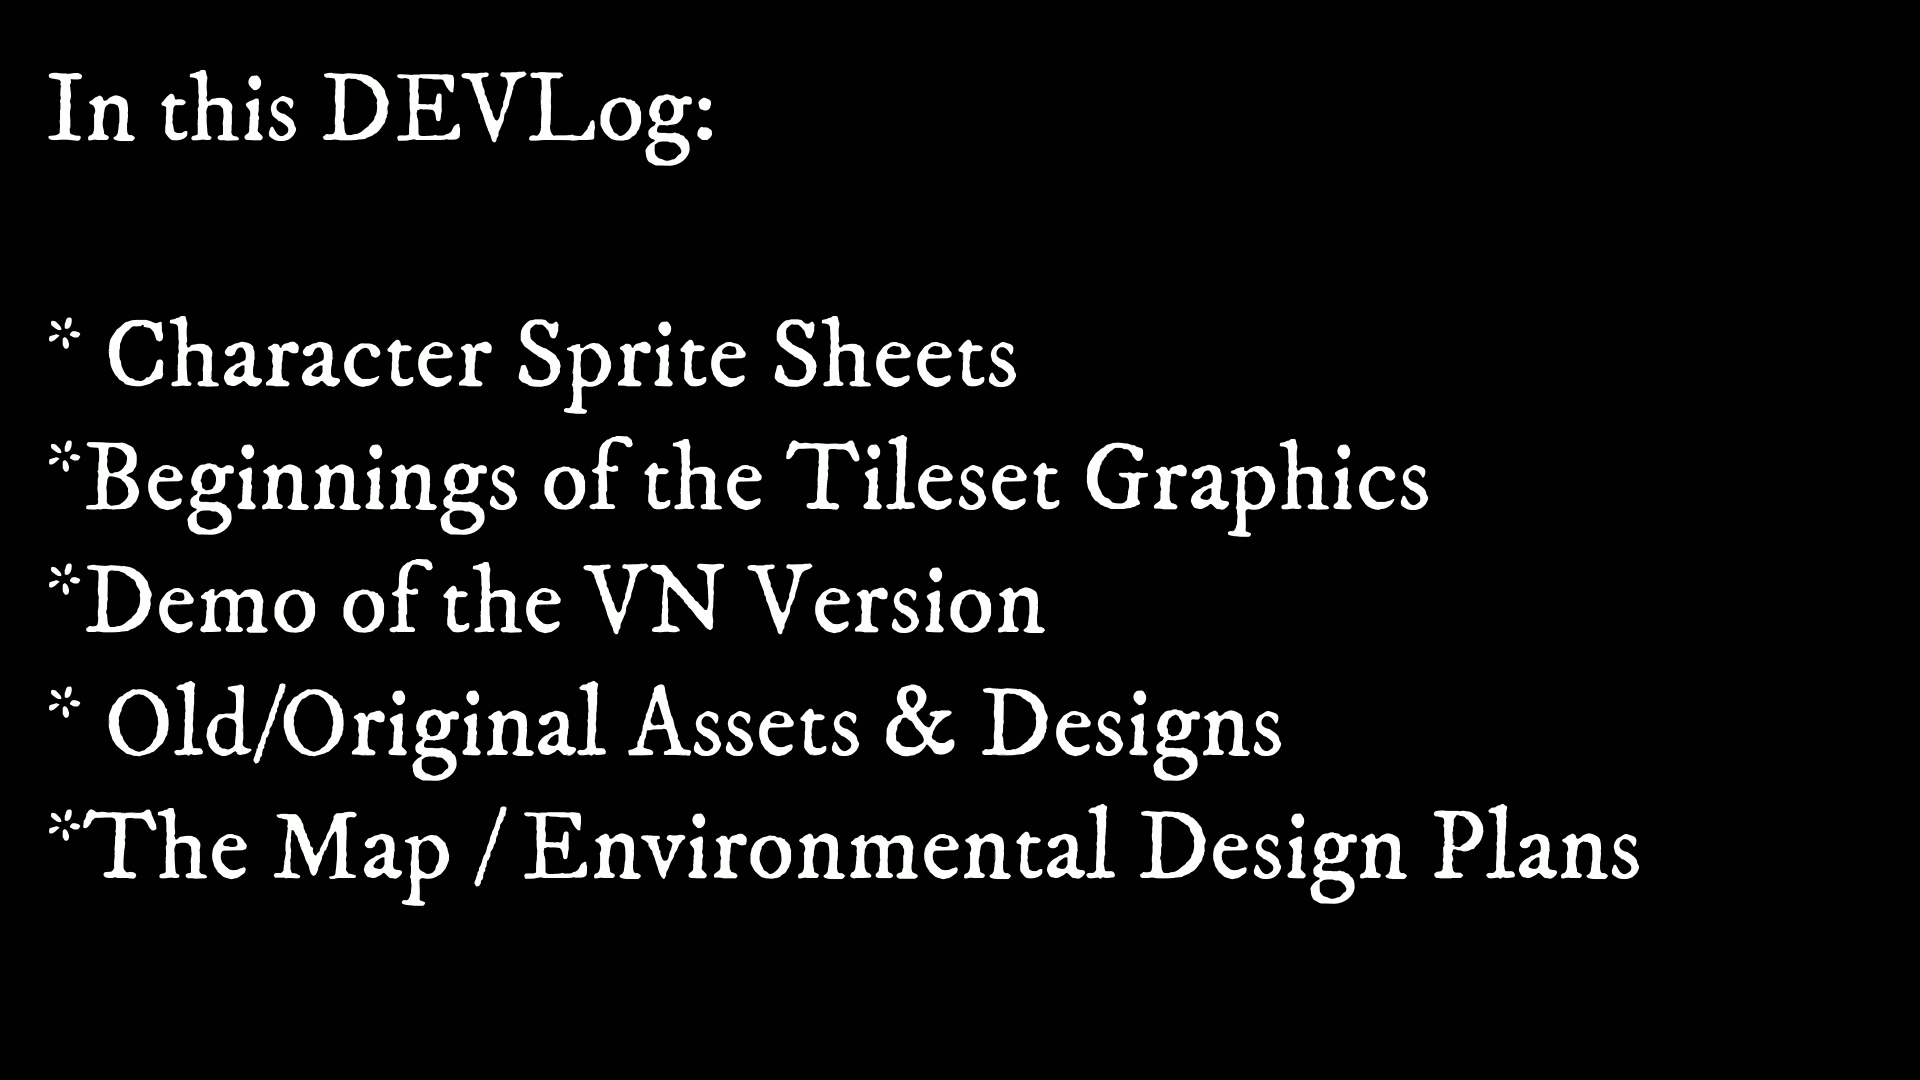 In this DEVLog:
* Character Sprite Sheets
*Beginnings of the Tileset Graphics
*Demo of the VN Version
* Old/Original Assets & Designs
*The Map / Environmental Design Plans